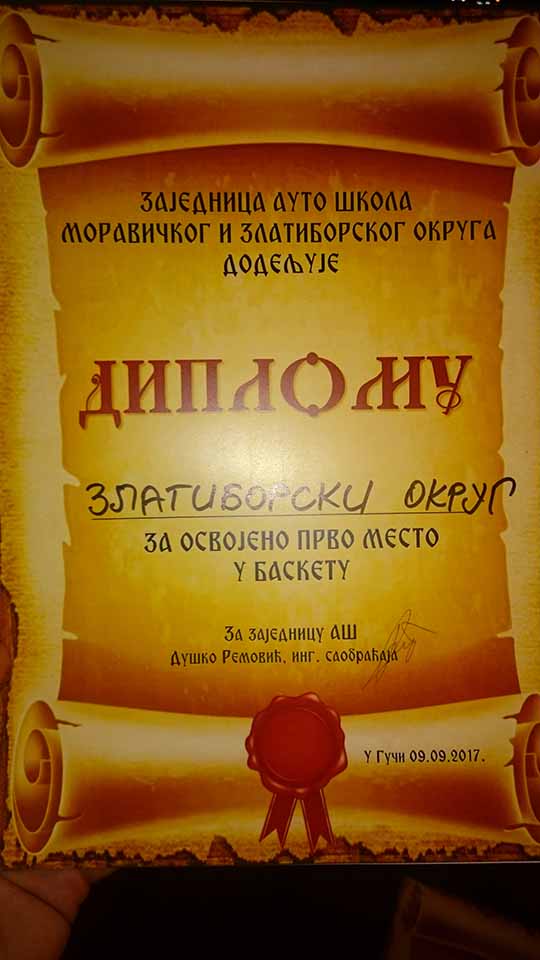 ЗАЈЕДНИЦА АУТО ШКОЛА
МОРАВИЧКОГ И ЗЛАТИБОРСКОГ ОКРУГА
ДОДЕЉУЈЕ
ДИПЛОМУ
ЗЛАТИБОРСКИ ОКРУГ
ЗА ОСВОЈЕНО ПРВО МЕСТО
У БАСКЕТУ
За заједницу АШ
Душко Ремовић, инг. саобраћаја
У Гучи 09.09.2017.